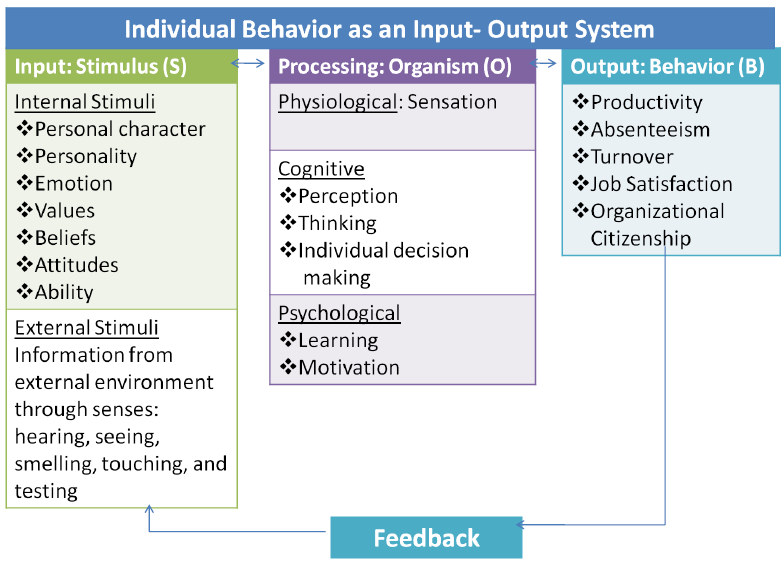 Individual Behavior as an Input- Output System
Input: Stimulus (S)
Internal Stimuli
❖Personal character
❖Personality
❖Emotion
❖Values
❖Beliefs
❖Attitudes
❖Ability
External Stimuli
Information from
external environment
through senses:
hearing, seeing,
smelling, touching, and
testing
Processing: Organism (O)
Physiological: Sensation
Cognitive
❖Perception
❖Thinking
❖Individual decision
making
Psychological
❖Learning
❖Motivation
Output: Behavior (B)
❖Productivity
❖Absenteeism
❖Turnover
❖Job Satisfaction
❖Organizational
Citizenship
Feedback